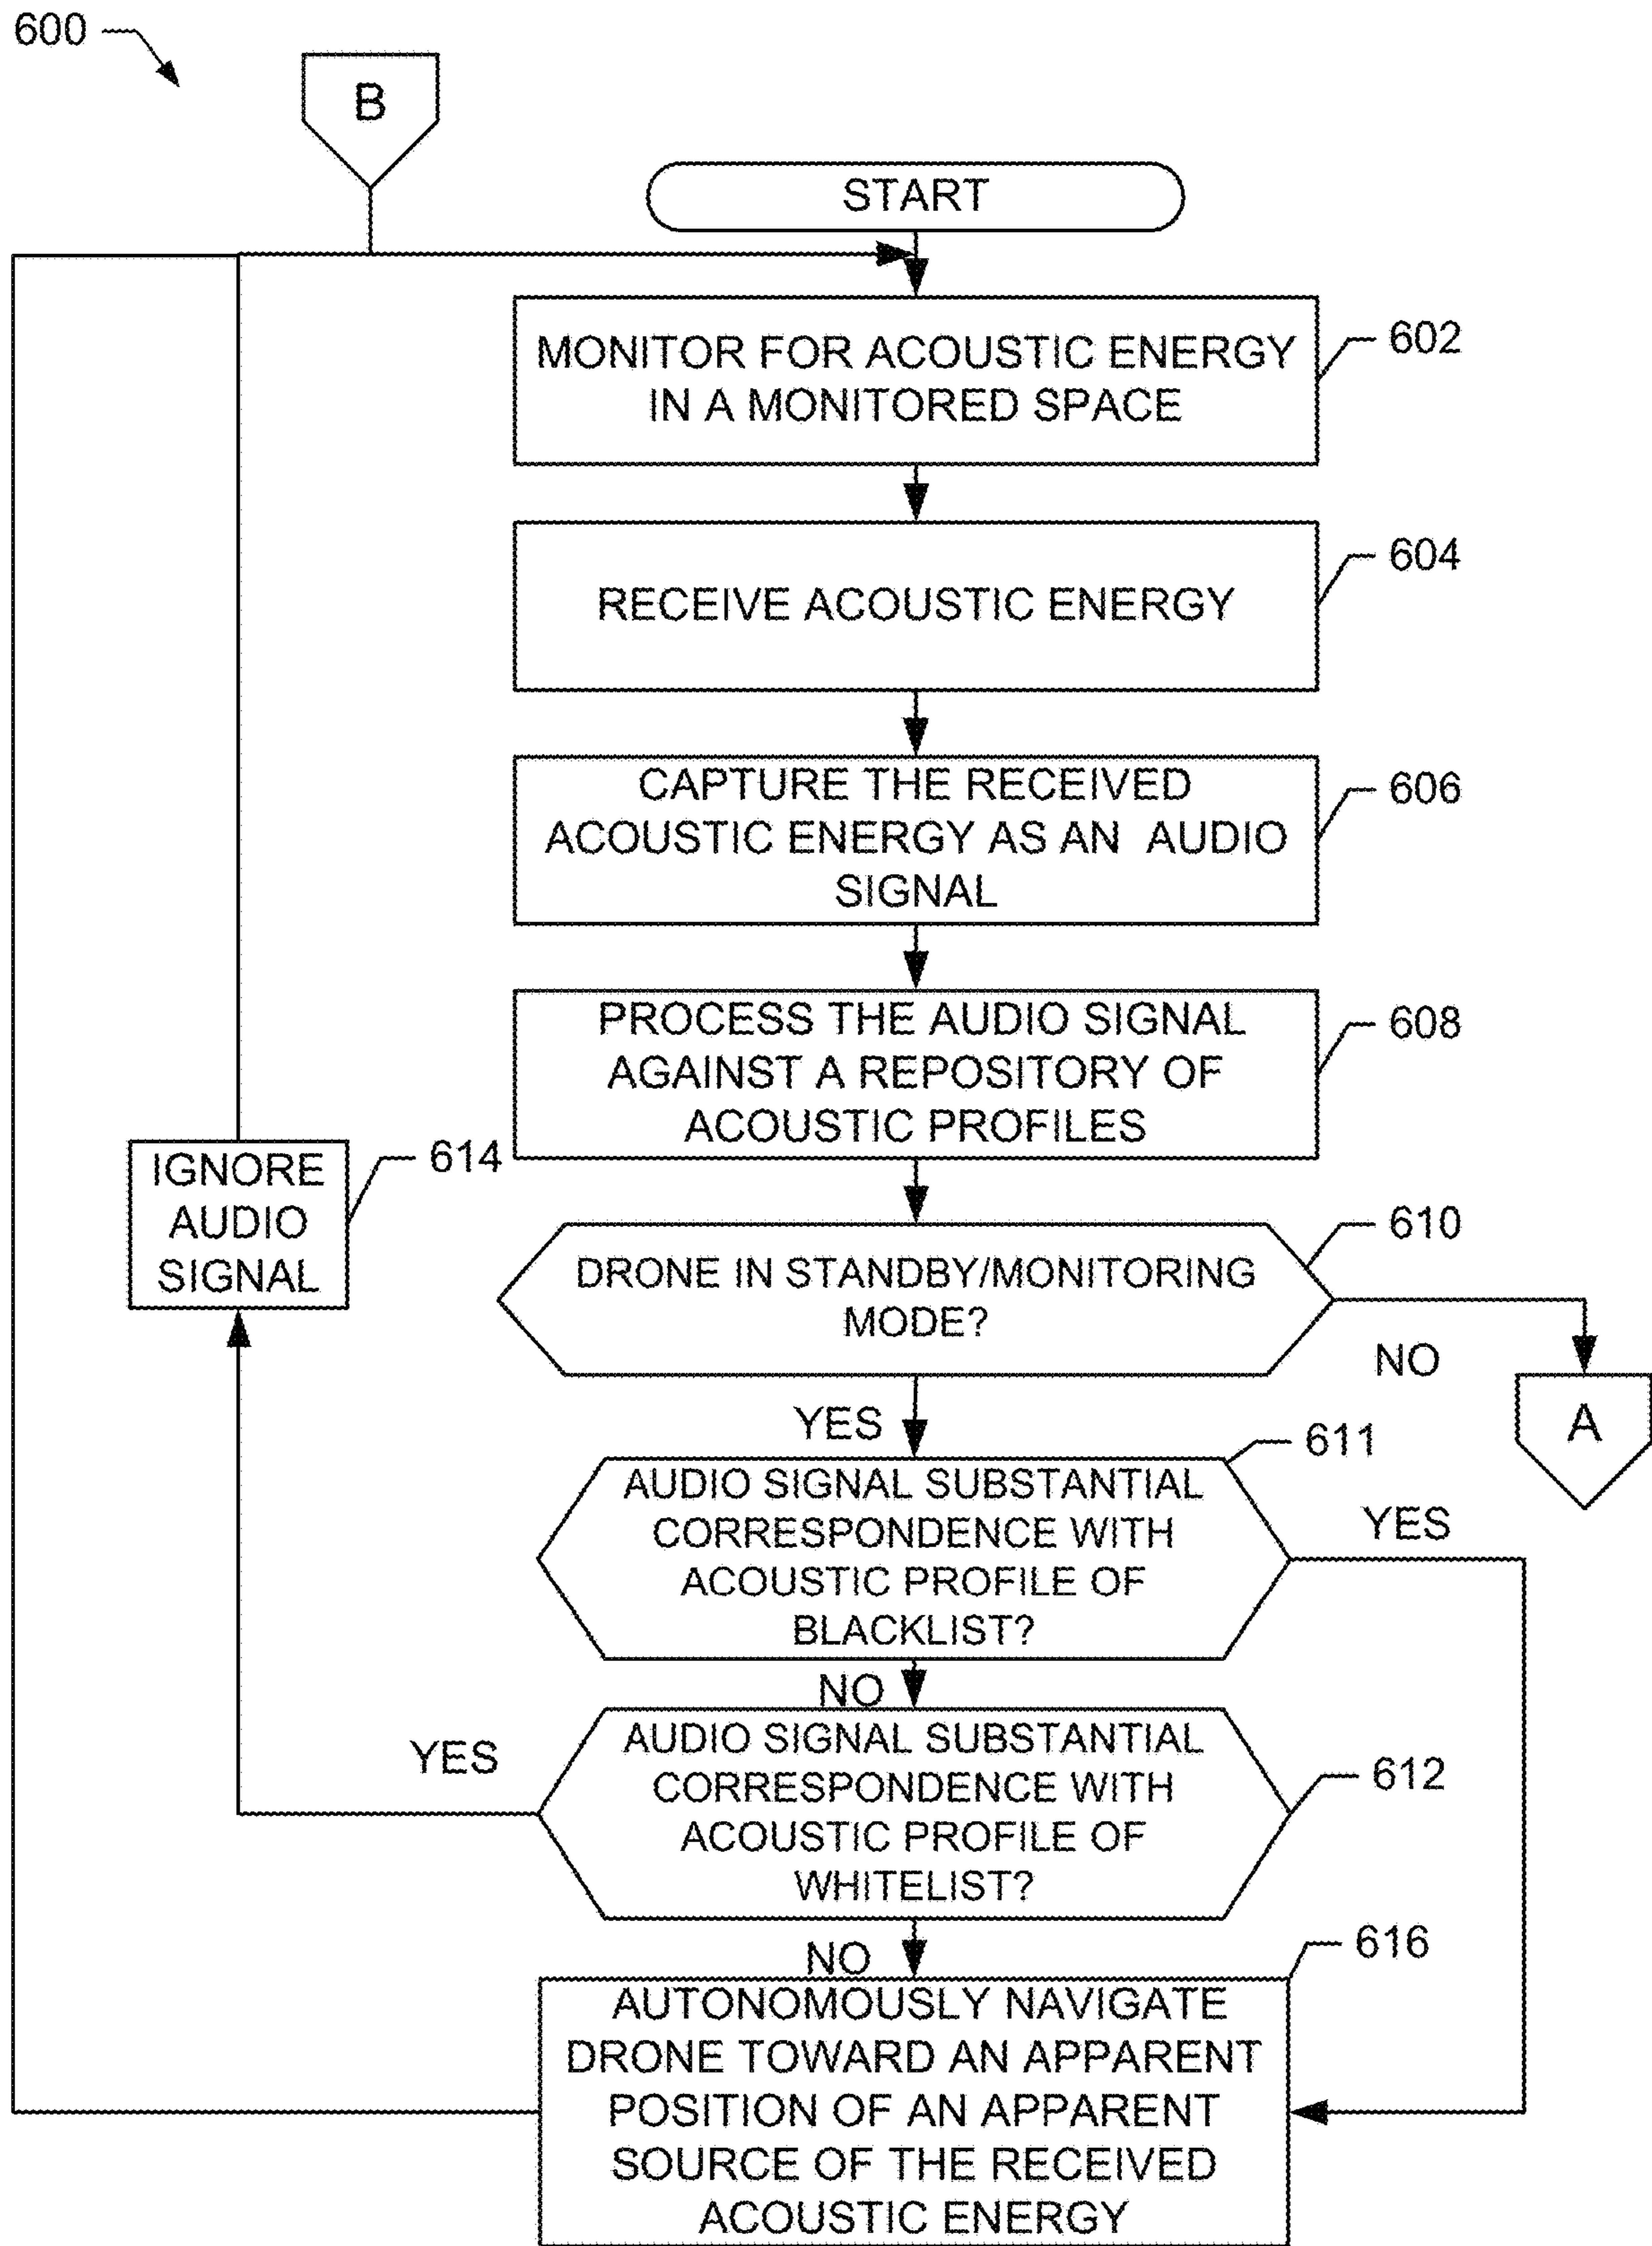 600
B
START
MONITOR FOR ACOUSTIC ENERGY
IN A MONITORED SPACE
602
RECEIVE ACOUSTIC ENERGY
604
CAPTURE THE RECEIVED
ACOUSTIC ENERGY AS AN AUDIO
SIGNAL
606
PROCESS THE AUDIO SIGNAL
AGAINST A REPOSITORY OF
ACOUSTIC PROFILES
608
IGNORE
AUDIO
SIGNAL
614
DRONE IN STANDBY/MONITORING
MODE?
610
NO
A
YES
AUDIO SIGNAL SUBSTANTIAL
CORRESPONDENCE WITH
ACOUSTIC PROFILE OF
BLACKLIST?
611
YES
NO
AUDIO SIGNAL SUBSTANTIAL
CORRESPONDENCE WITH
ACOUSTIC PROFILE OF
WHITELIST?
612
YES
NO
AUTONOMOUSLY NAVIGATE
DRONE TOWARD AN APPARENT
POSITION OF AN APPARENT
SOURCE OF THE RECEIVED
ACOUSTIC ENERGY
616